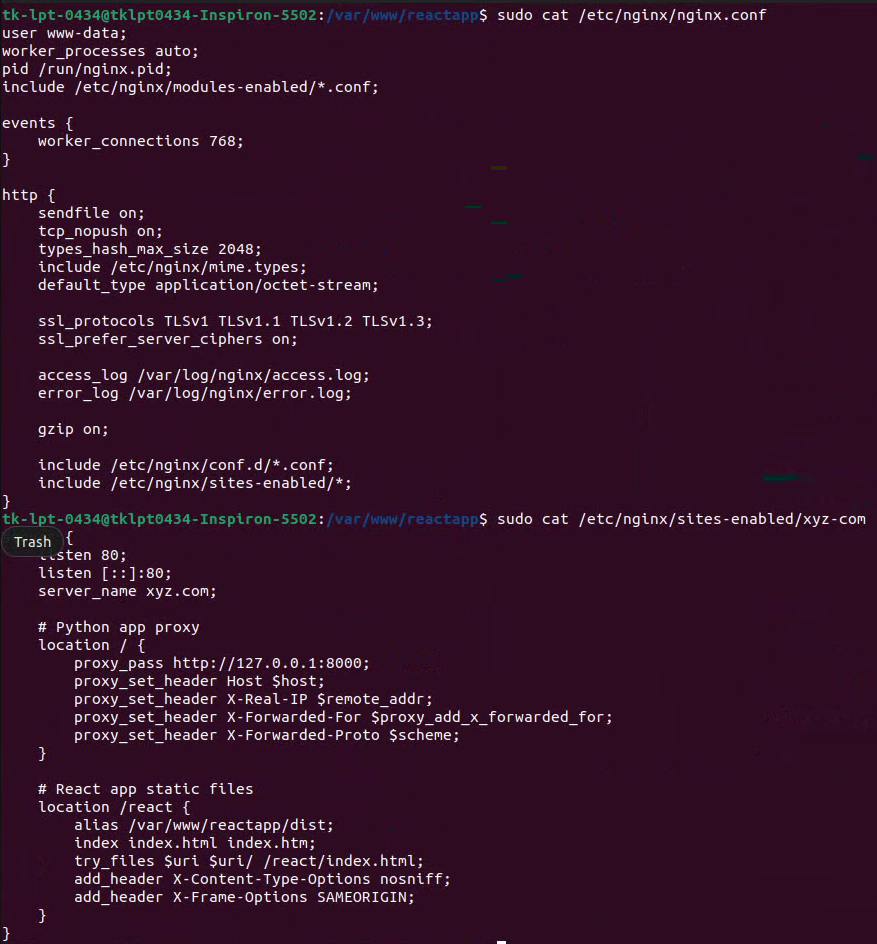 tk-lpt-0434@tklpt0434-Inspiron-5502:/var/www/reactapp$ sudo cat /etc/nginx/nginx.conf
user www-data;
worker_processes auto;
pid /run/nginx.pid;
include /etc/nginx/modules-enabled/*.conf;

events {
    worker_connections 768;
}

http {
    sendfile on;
    tcp_nopush on;
    types_hash_max_size 2048;
    include /etc/nginx/mime.types;
    default_type application/octet-stream;

    ssl_protocols TLSv1 TLSv1.1 TLSv1.2 TLSv1.3;
    ssl_prefer_server_ciphers on;

    access_log /var/log/nginx/access.log;
    error_log /var/log/nginx/error.log;

    gzip on;

    include /etc/nginx/conf.d/*.conf;
    include /etc/nginx/sites-enabled/*;
}
tk-lpt-0434@tklpt0434-Inspiron-5502:/var/www/reactapp$ sudo cat /etc/nginx/sites-enabled/xyz-com
Trash {
    listen 80;
    listen [::]:80;
    server_name xyz.com;

    # Python app proxy
    location / {
        proxy_pass http://127.0.0.1:8000;
        proxy_set_header Host $host;
        proxy_set_header X-Real-IP $remote_addr;
        proxy_set_header X-Forwarded-For $proxy_add_x_forwarded_for;
        proxy_set_header X-Forwarded-Proto $scheme;
    }

    # React app static files
    location /react {
        alias /var/www/reactapp/dist;
        index index.html index.htm;
        try_files $uri $uri/ /react/index.html;
        add_header X-Content-Type-Options nosniff;
        add_header X-Frame-Options SAMEORIGIN;
    }
}